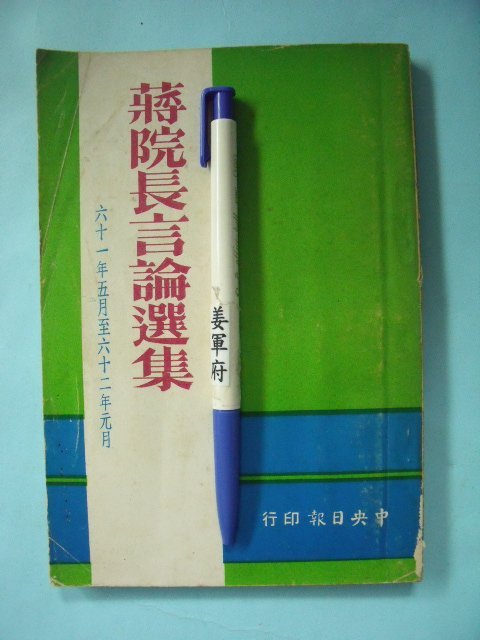 蔣院長言論選集
六十一年五月至六十二年元月
姜軍府
中央日報印行